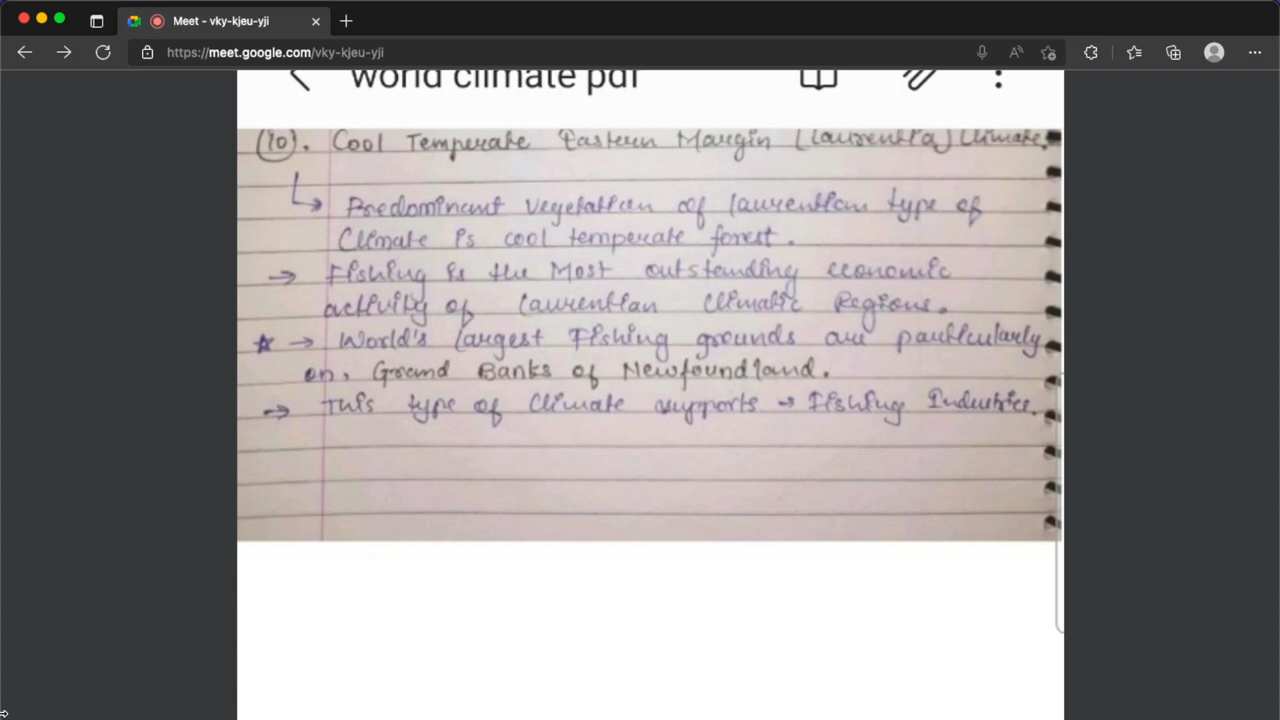 Meet - vky-kjeu-yji
https://meet.google.com/vky-kjeu-yji
world climate pdf
(10). Cool Temperate Eastern Margin (Laurentia) Climate.
Predominant vegetation of laurentian type of
Climate is cool temperate forest.
→ Fishing is the Most outstanding economic
activity of Laurentian Climatic Regions.
★ → World's largest Fishing grounds are particularly
on, Grand Banks of Newfoundland.
→ This type of Climate supports → Fishing Industries.